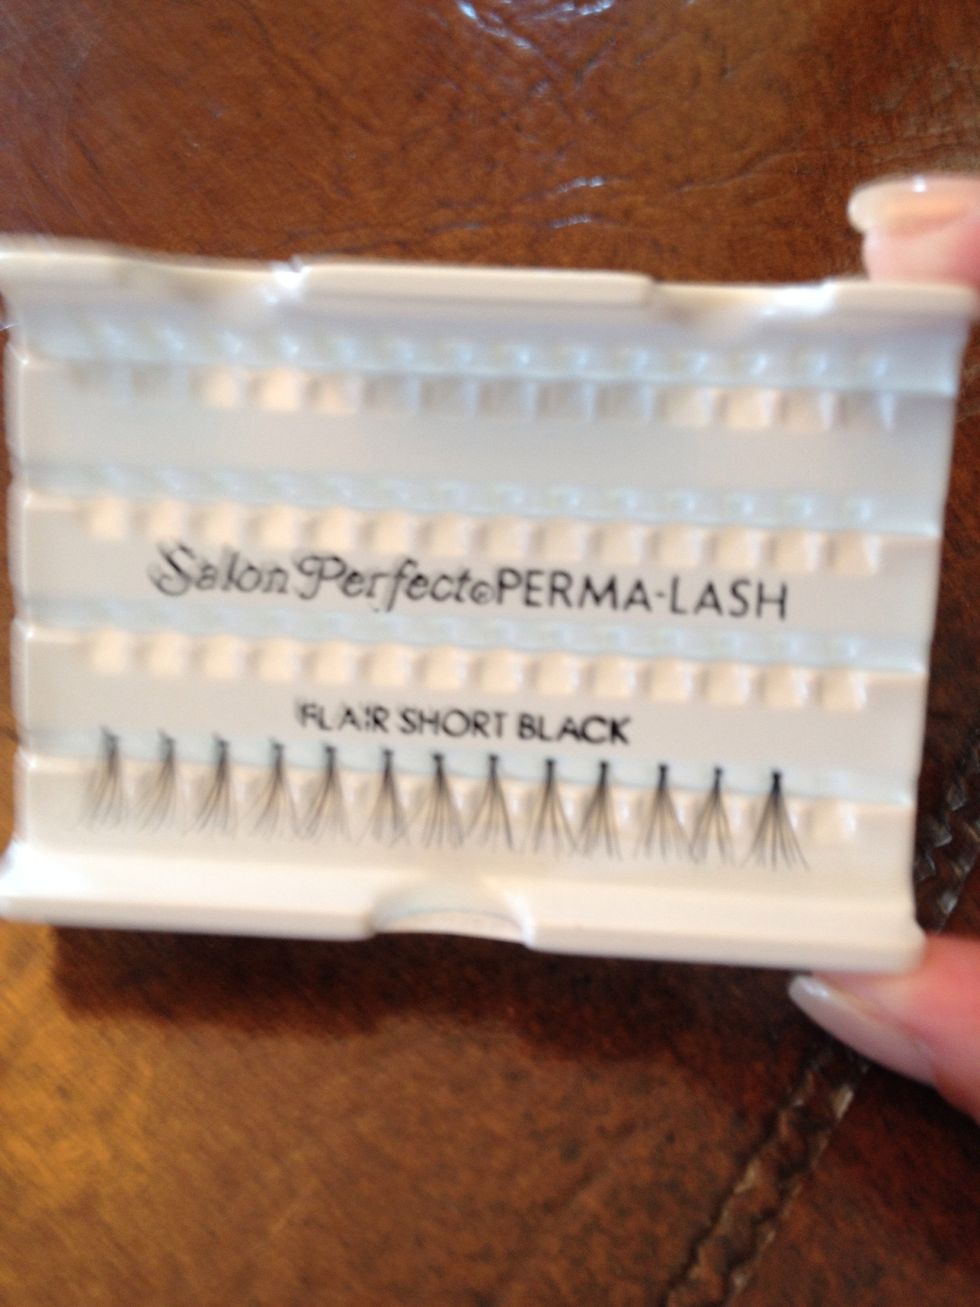 Salon Perfect® PERMA-LASH
FLAIR SHORT BLACK